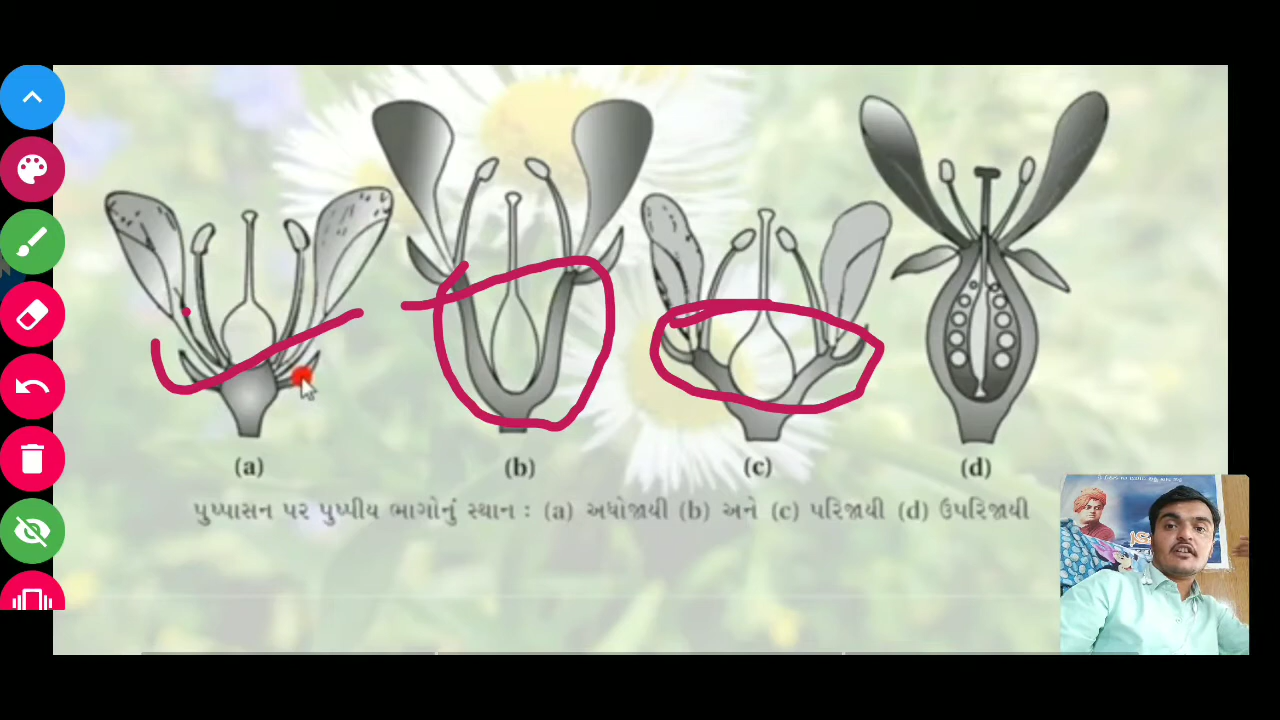 (a) (b) (c) (d)
પુષ્પાસન પર પુષ્પીય ભાગોનું સ્થાન : (a) અધોજાયી (b) અને (c) પરિજાયી (d) ઉપરિજાયી